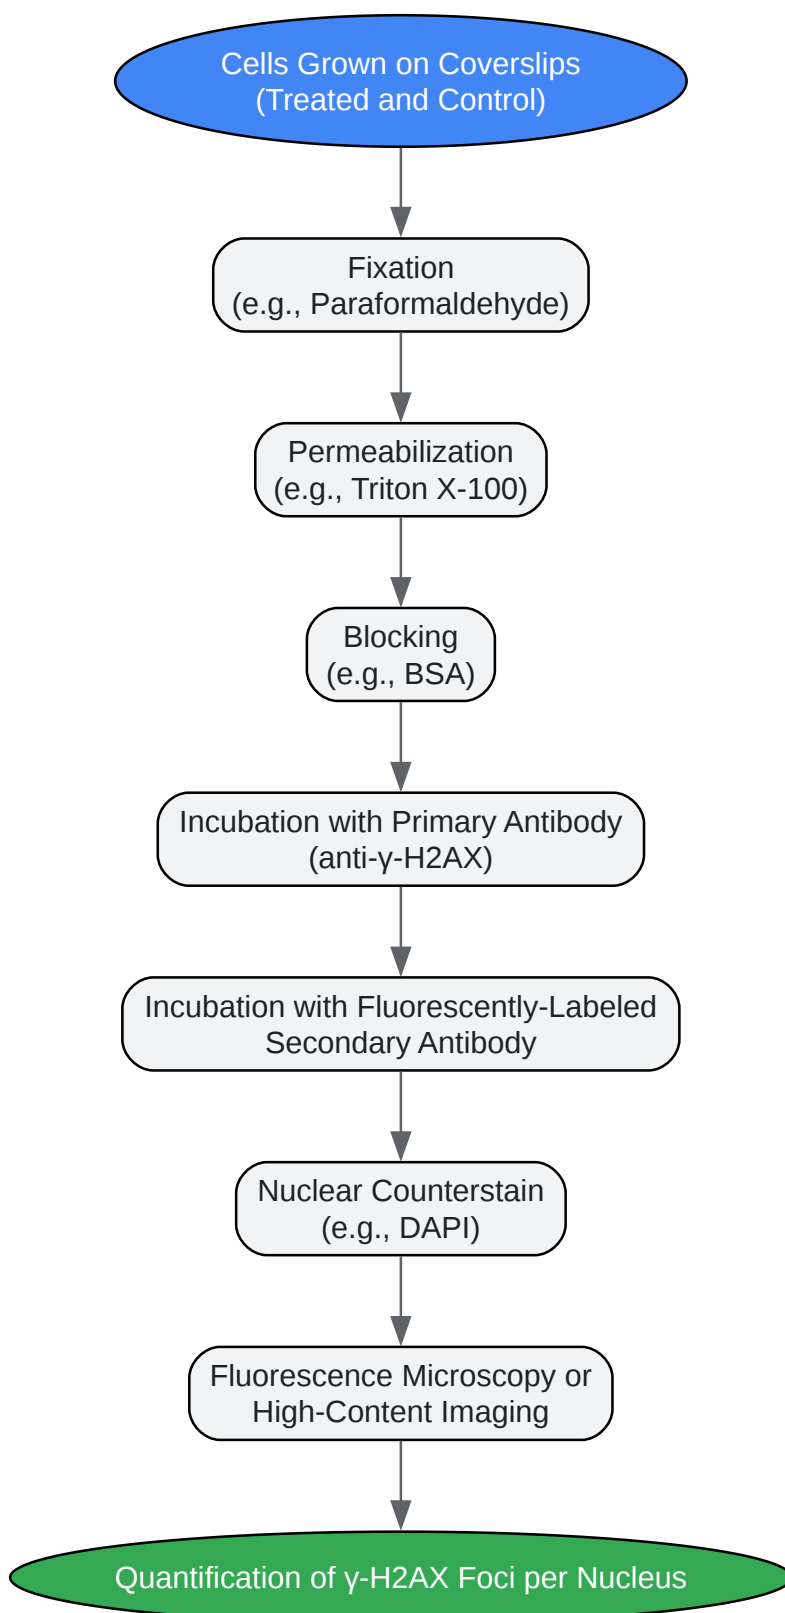 Cells Grown on Coverslips
(Treated and Control)
Fixation
(e.g., Paraformaldehyde)
Permeabilization
(e.g., Triton X-100)
Blocking
(e.g., BSA)
Incubation with Primary Antibody
(anti-γ-H2AX)
Incubation with Fluorescently-Labeled
Secondary Antibody
Nuclear Counterstain
(e.g., DAPI)
Fluorescence Microscopy or
High-Content Imaging
Quantification of γ-H2AX Foci per Nucleus